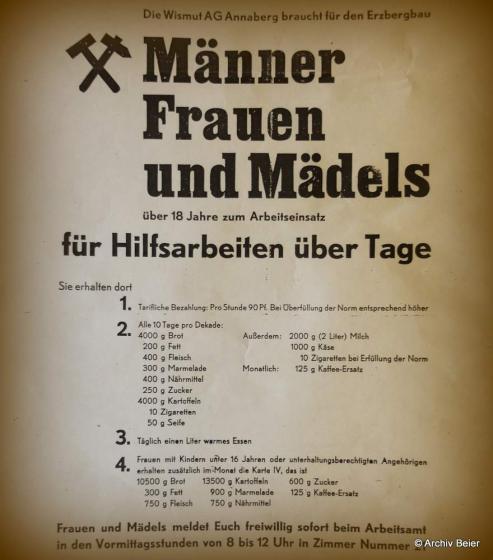 Die Wismut AG Annaberg braucht für den Erzbergbau
Männer
Frauen
und Mädels
über 18 Jahre zum Arbeitseinsatz
für Hilfsarbeiten über Tage
Sie erhalten dort
1. Tarifliche Bezahlung: Pro Stunde 90 Pf. Bei Überfüllung der Norm entsprechend höher
2. Alle 10 Tage pro Dekade:
4000 g Brot Außerdem: 2000 g (2 Liter) Milch
200 g Fett 1000 g Käse
400 g Fleisch 10 Zigaretten bei Erfüllung der Norm
300 g Marmelade Monatlich: 125 g Kaffee-Ersatz
400 g Nährmittel
250 g Zucker
4000 g Kartoffeln
10 Zigaretten
50 g Seife
3. Täglich einen Liter warmes Essen
4. Frauen mit Kindern unter 16 Jahren oder unterhaltungsberechtigten Angehörigen
erhalten zusätzlich im Monat die Karte IV, das ist
10500 g Brot 13500 g Kartoffeln 600 g Zucker
300 g Fett 900 g Marmelade 125 g Kaffee-Ersatz
750 g Fleisch 750 g Nährmittel
Frauen und Mädels meldet Euch freiwillig sofort beim Arbeitsamt
in den Vormittagsstunden von 8 bis 12 Uhr in Zimmer Nummer
© Archiv Beier